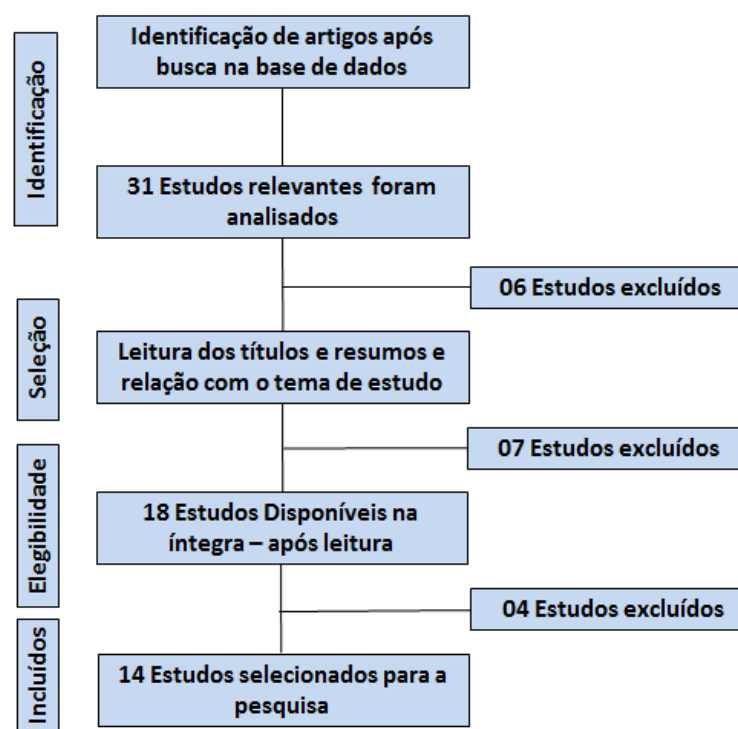 Identificação
Identificação de artigos após
busca na base de dados
31 Estudos relevantes foram
analisados
06 Estudos excluídos
Seleção
Leitura dos títulos e resumos e
relação com o tema de estudo
07 Estudos excluídos
Elegibilidade
18 Estudos Disponíveis na
íntegra – após leitura
04 Estudos excluídos
Incluídos
14 Estudos selecionados para a
pesquisa